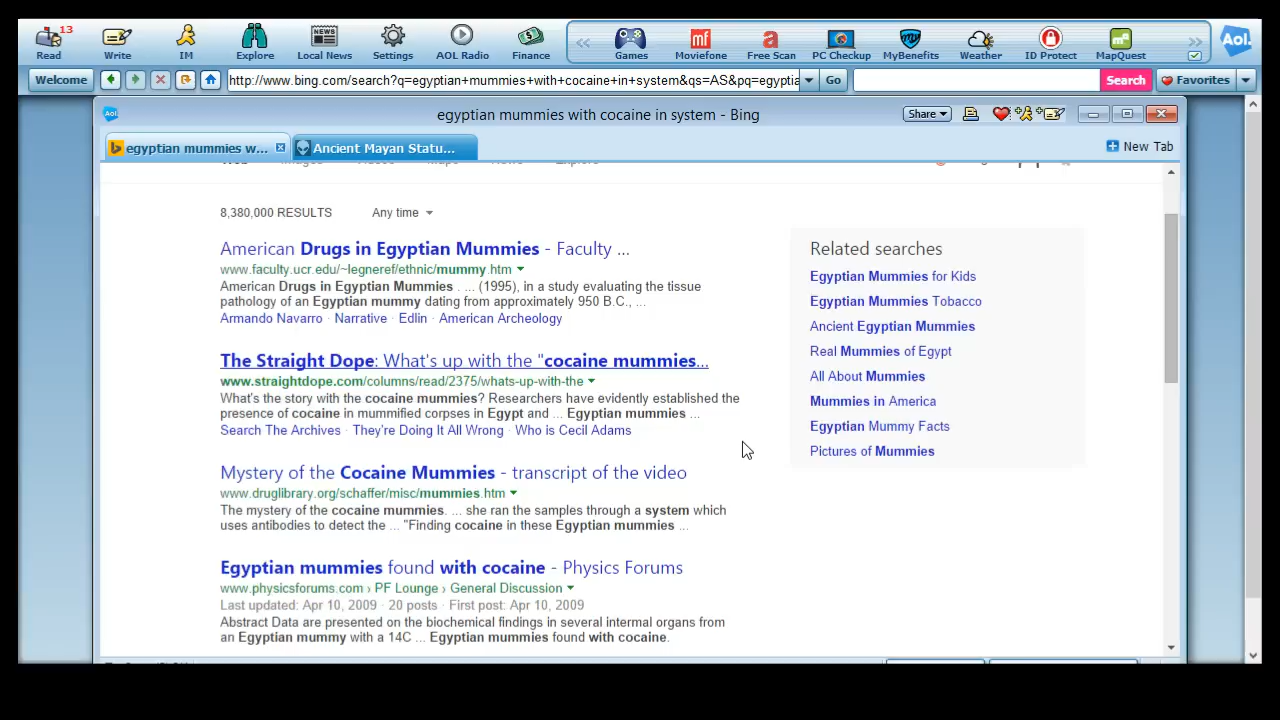 13
Read Write IM Explore Local News Settings AOL Radio Finance Games Moviefone Free Scan PC Checkup MyBenefits Weather ID Protect MapQuest Aol.
Welcome http://www.bing.com/search?q=egyptian+mummies+with+cocaine+in+system&qs=AS&pq=egyptia Go Search Favorites
Aol. egyptian mummies with cocaine in system - Bing Share
egyptian mummies w... Ancient Mayan Statu... New Tab
8,380,000 RESULTS Any time
American Drugs in Egyptian Mummies - Faculty ...
www.faculty.ucr.edu/~legneref/ethnic/mummy.htm
American Drugs in Egyptian Mummies . ... (1995), in a study evaluating the tissue
pathology of an Egyptian mummy dating from approximately 950 B.C., ...
Armando Navarro · Narrative · Edlin · American Archeology
The Straight Dope: What's up with the "cocaine mummies...
www.straightdope.com/columns/read/2375/whats-up-with-the
What's the story with the cocaine mummies? Researchers have evidently established the
presence of cocaine in mummified corpses in Egypt and ... Egyptian mummies ...
Search The Archives · They're Doing It All Wrong · Who is Cecil Adams
Mystery of the Cocaine Mummies - transcript of the video
www.druglibrary.org/schaffer/misc/mummies.htm
The mystery of the cocaine mummies. ... she ran the samples through a system which
uses antibodies to detect the ... "Finding cocaine in these Egyptian mummies ...
Egyptian mummies found with cocaine - Physics Forums
www.physicsforums.com › PF Lounge › General Discussion
Last updated: Apr 10, 2009 · 20 posts · First post: Apr 10, 2009
Abstract Data are presented on the biochemical findings in several internal organs from
an Egyptian mummy with a 14C ... Egyptian mummies found with cocaine.
Related searches
Egyptian Mummies for Kids
Egyptian Mummies Tobacco
Ancient Egyptian Mummies
Real Mummies of Egypt
All About Mummies
Mummies in America
Egyptian Mummy Facts
Pictures of Mummies